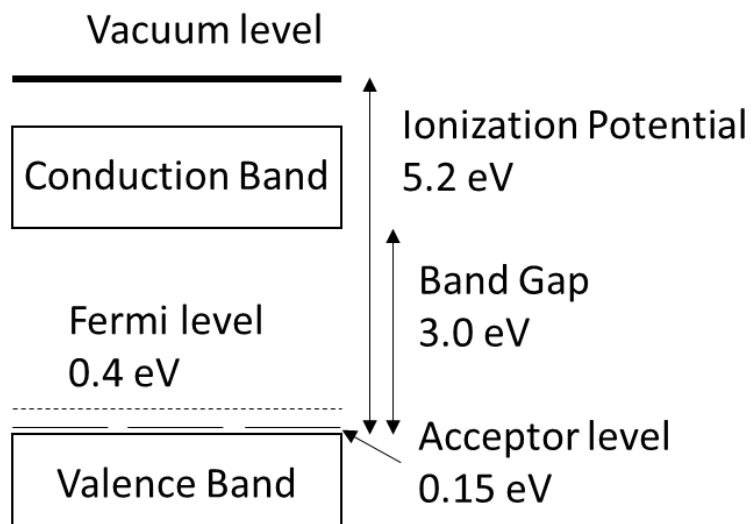 Vacuum level
Ionization Potential
5.2 eV
Conduction Band
Band Gap
3.0 eV
Fermi level
0.4 eV
Acceptor level
0.15 eV
Valence Band